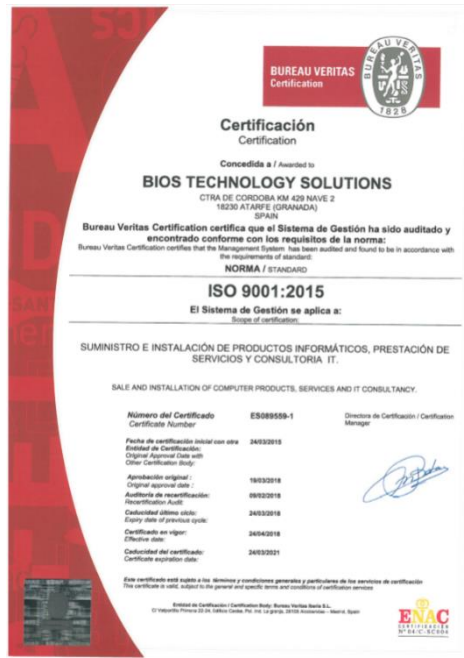 BUREAU VERITAS
Certification
BUREAU VERITAS
1828
Certificación
Certification
Concedida a / Awarded to
BIOS TECHNOLOGY SOLUTIONS
CTRA DE CORDOBA KM 429 NAVE 2
18230 ATARFE (GRANADA)
SPAIN
Bureau Veritas Certification certifica que el Sistema de Gestión ha sido auditado y
encontrado conforme con los requisitos de la norma:
Bureau Veritas Certification certifies that the Management System has been audited and found to be in accordance with
the requirements of standard:
NORMA / STANDARD
ISO 9001:2015
El Sistema de Gestión se aplica a:
Scope of certification:
SUMINISTRO E INSTALACIÓN DE PRODUCTOS INFORMÁTICOS, PRESTACIÓN DE
SERVICIOS Y CONSULTORIA IT.
SALE AND INSTALLATION OF COMPUTER PRODUCTS, SERVICES AND IT CONSULTANCY.
Número del Certificado ES089559-1 Directora de Certificación / Certification
Certificate Number Manager
Fecha de certificación inicial con otra 24/03/2015
Entidad de Certificación:
Original Approval Date with
Other Certification Body:
Aprobación original : 19/03/2018
Original approval date :
Auditoría de recertificación: 09/02/2018
Recertification Audit:
Caducidad último ciclo: 24/03/2018
Expiry date of previous cycle:
Certificado en vigor: 24/04/2018
Effective date:
Caducidad del certificado: 24/03/2021
Certificate expiration date:
Este certificado está sujeto a los términos y condiciones generales y particulares de los servicios de certificación
This certificate is valid, subject to the general and specific terms and conditions of certification services
Entidad de Certificación / Certification Body: Bureau Veritas Iberia S.L.
ENAC
CERTIFICACIÓN